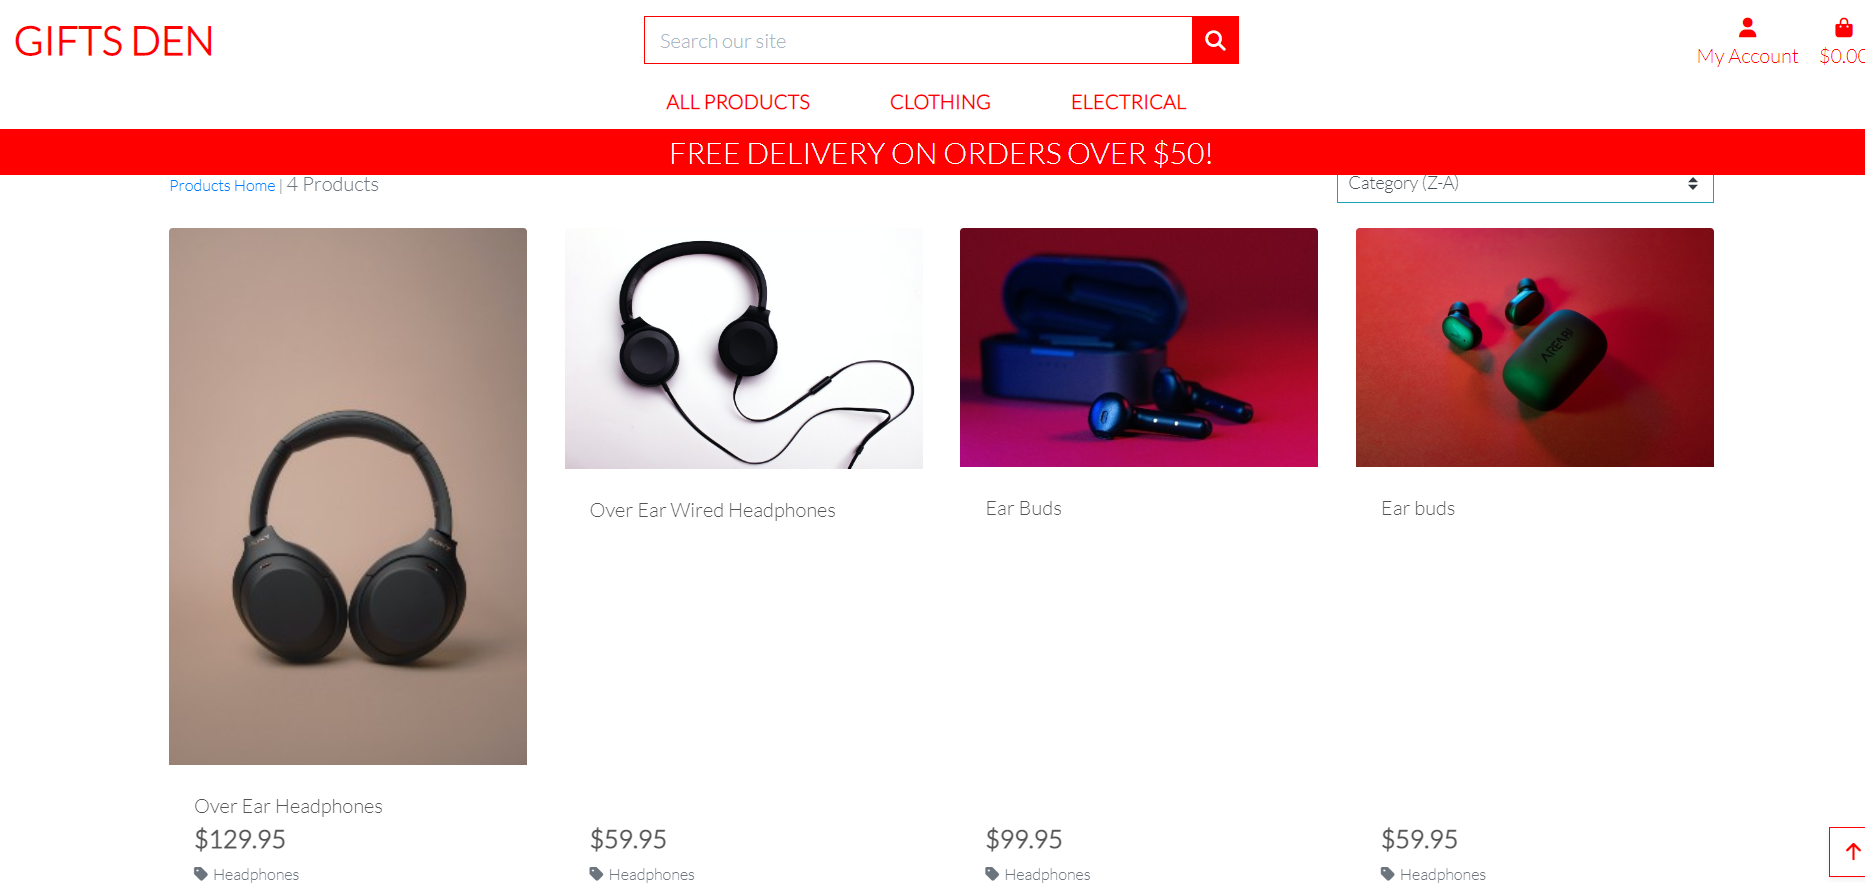 GIFTS DEN
Search our site
My Account
$0.00
ALL PRODUCTS
CLOTHING
ELECTRICAL
FREE DELIVERY ON ORDERS OVER $50!
Products Home | 4 Products
Category (Z-A)
SONY
AREABI
Over Ear Wired Headphones
Ear Buds
Ear buds
Over Ear Headphones
$129.95
$59.95
$99.95
$59.95
Headphones
Headphones
Headphones
Headphones